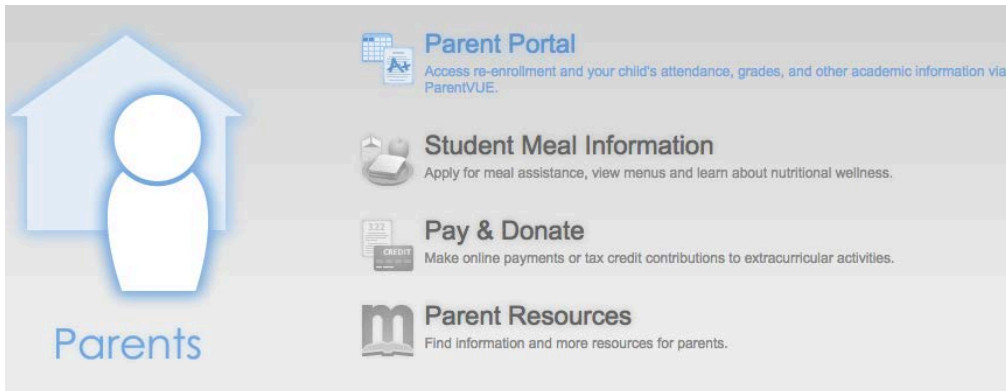 Parent Portal
Access re-enrollment and your child's attendance, grades, and other academic information via
ParentVUE.
A+
Student Meal Information
Apply for meal assistance, view menus and learn about nutritional wellness.
322
CREDIT
Pay & Donate
Make online payments or tax credit contributions to extracurricular activities.
m
Parent Resources
Find information and more resources for parents.
Parents